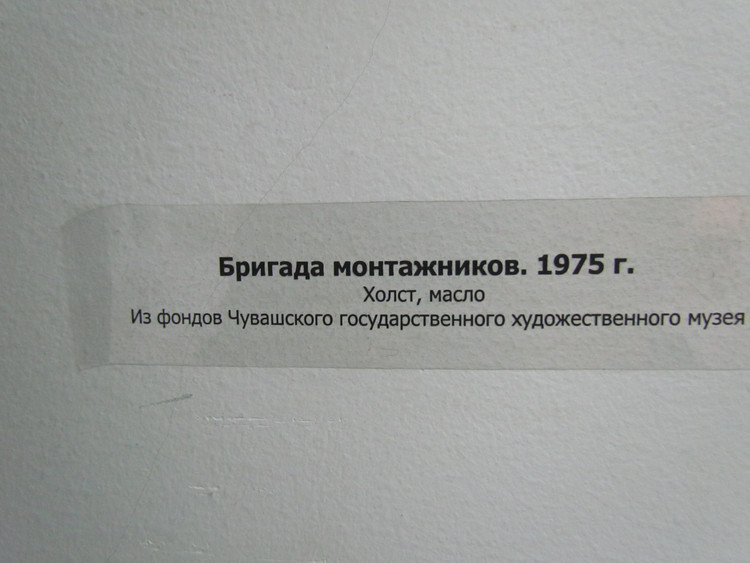 Бригада монтажников. 1975 г.
Холст, масло
Из фондов Чувашского государственного художественного музея